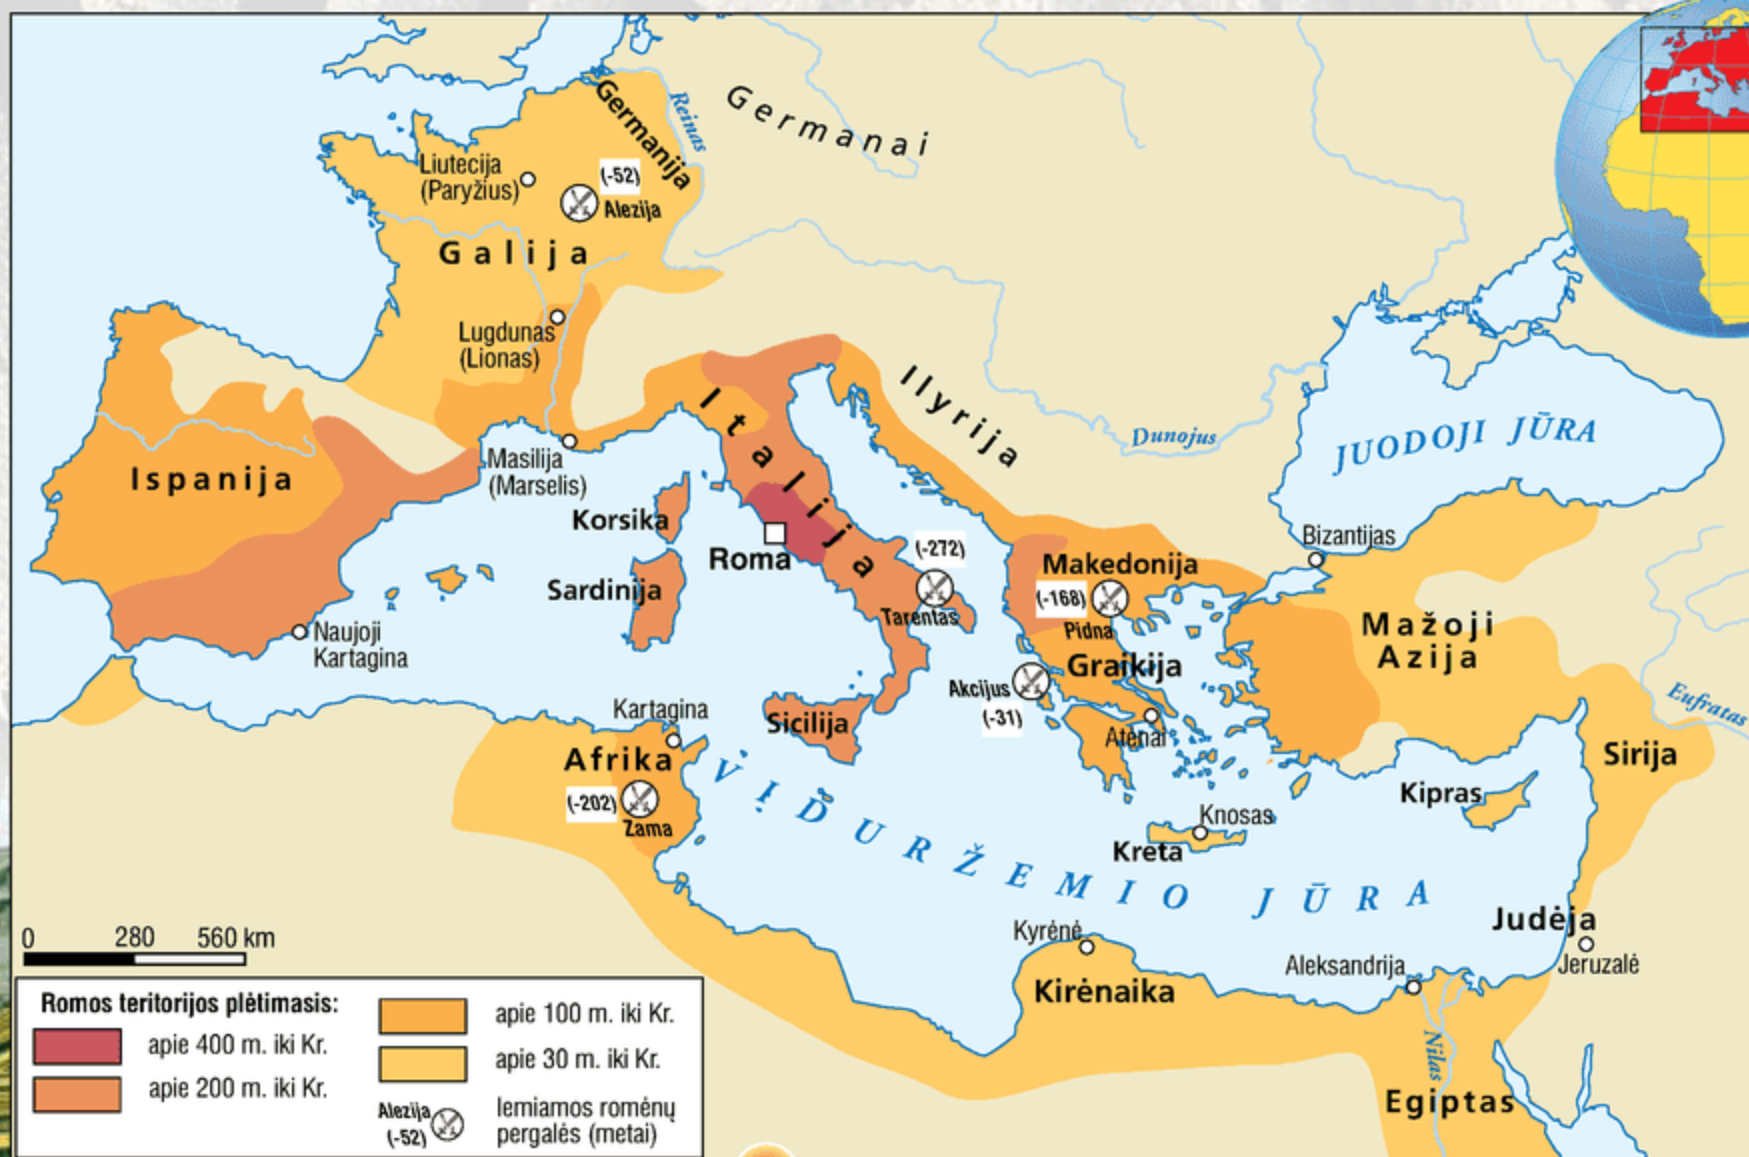 Germanai
Germanija
Reinas
Liutecija
(Paryžius)
(-52)
Alezija
Galija
Lugdunas
(Lionas)
Ilyrija
Italija
Dunojus
JUODOJI JŪRA
Ispanija
Masilija
(Marselis)
Korsika
Roma
Sardinija
(-272)
Tarentas
Bizantijas
Makedonija
(-168)
Pidna
Graikija
Mažoji
Azija
Naujoji
Kartagina
Akcijus
(-31)
Atėnai
Eufratas
Kartagina
Sicilija
Afrika
(-202)
Zama
Sirija
Kipras
Knosas
Kreta
VIDURŽEMIO JŪRA
Judėja
Jeruzalė
Kyrėnė
Kirėnaika
Aleksandrija
Nilas
Egiptas
0 280 560 km
Romos teritorijos plėtimasis:
apie 400 m. iki Kr.
apie 200 m. iki Kr.
apie 100 m. iki Kr.
apie 30 m. iki Kr.
Alezija
(-52)
lemiamos romėnų
pergalės (metai)